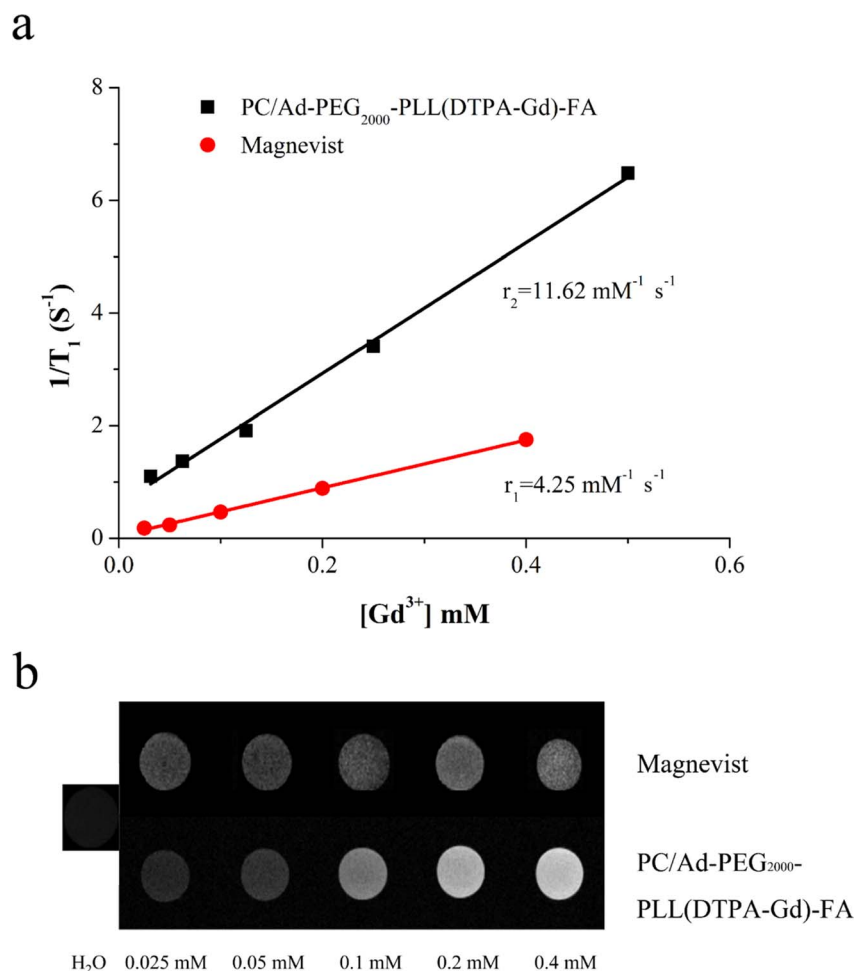 a
8
6
4
2
0
1/T₁ (S⁻¹)
PC/Ad-PEG₂₀₀₀-PLL(DTPA-Gd)-FA
Magnevist
r₂=11.62 mM⁻¹ s⁻¹
r₁=4.25 mM⁻¹ s⁻¹
0.0 0.2 0.4 0.6
[Gd³⁺] mM
b
Magnevist
PC/Ad-PEG₂₀₀₀-
PLL(DTPA-Gd)-FA
H₂O 0.025 mM 0.05 mM 0.1 mM 0.2 mM 0.4 mM